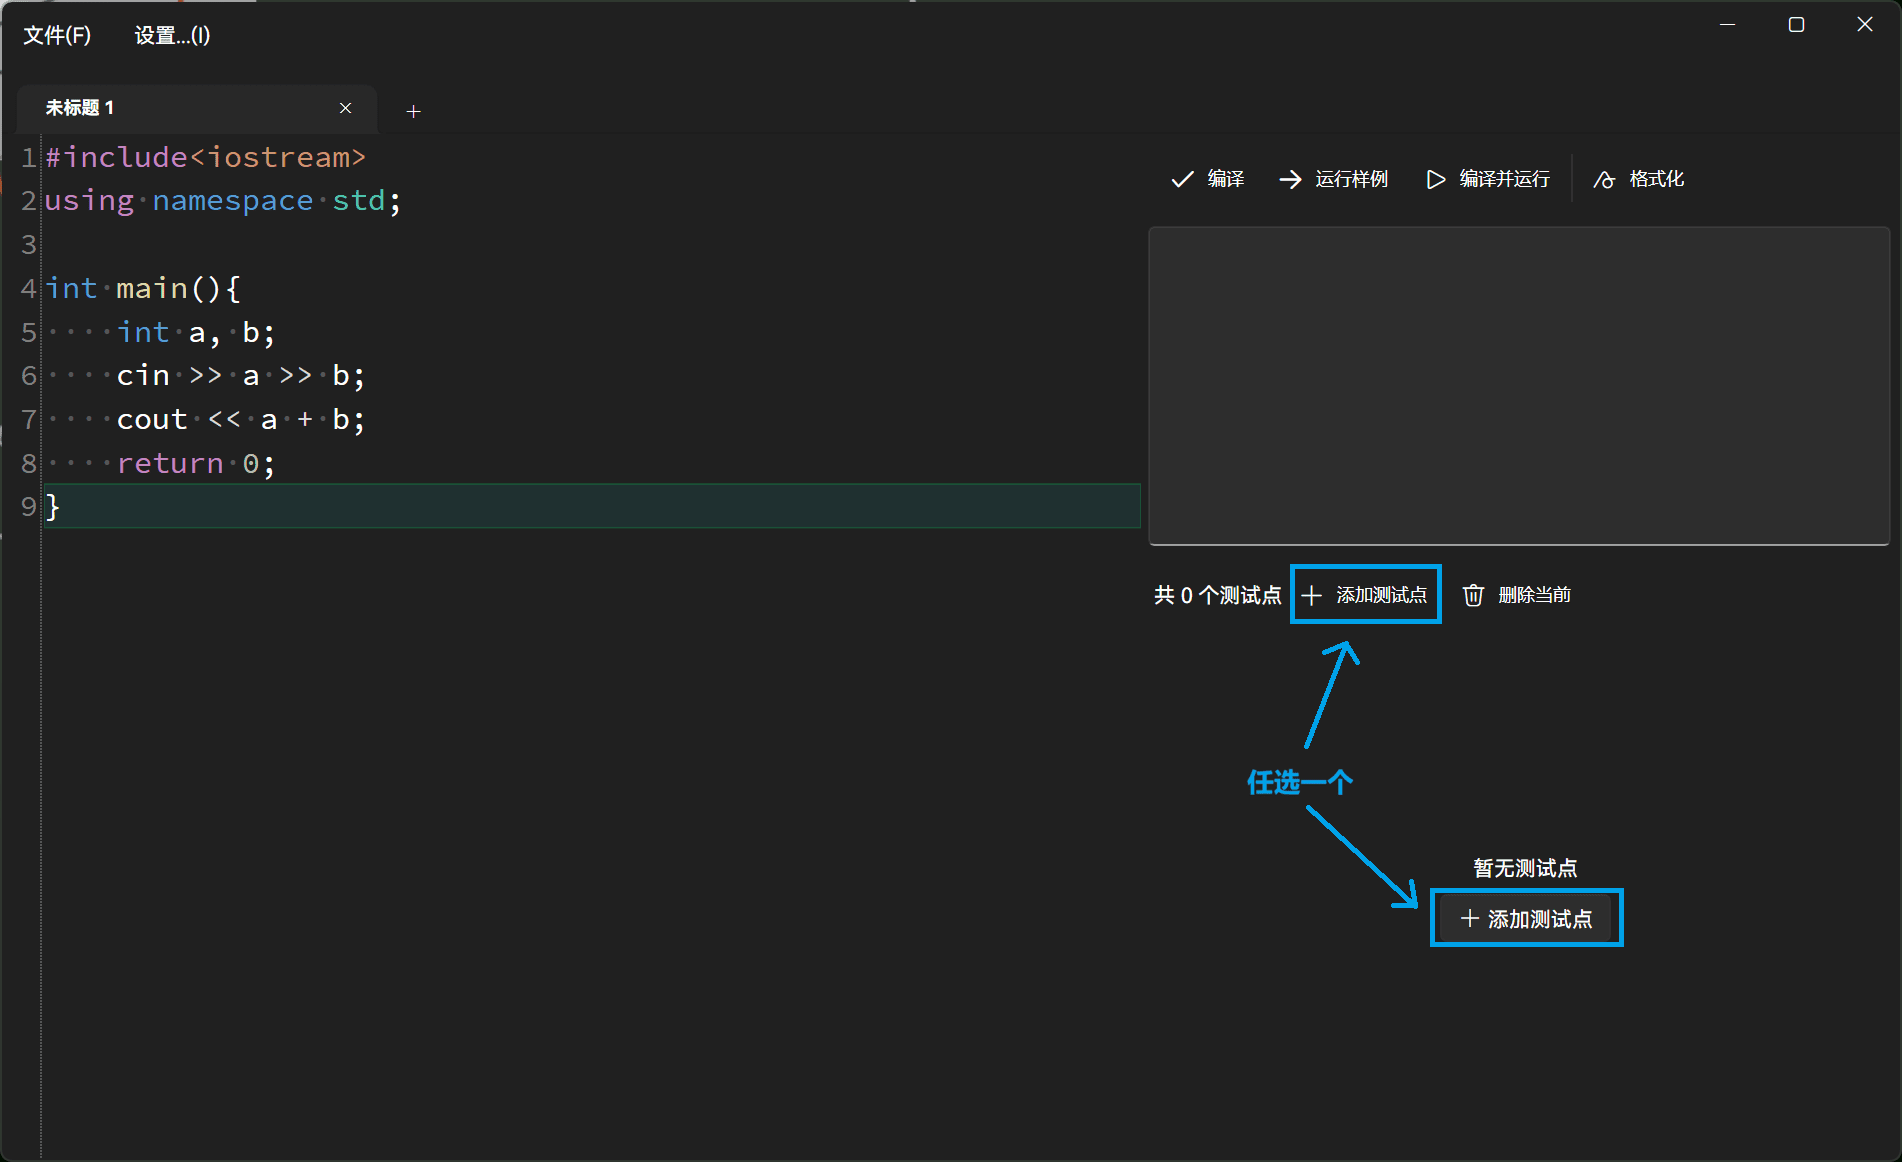 文件(F) 设置...(I)
未标题 1
1 #include<iostream>
2 using namespace std;
3
4 int main(){
5     int a, b;
6     cin >> a >> b;
7     cout << a + b;
8     return 0;
9 }
编译 运行样例 编译并运行 格式化
共 0 个测试点 添加测试点 删除当前
任选一个
暂无测试点
添加测试点